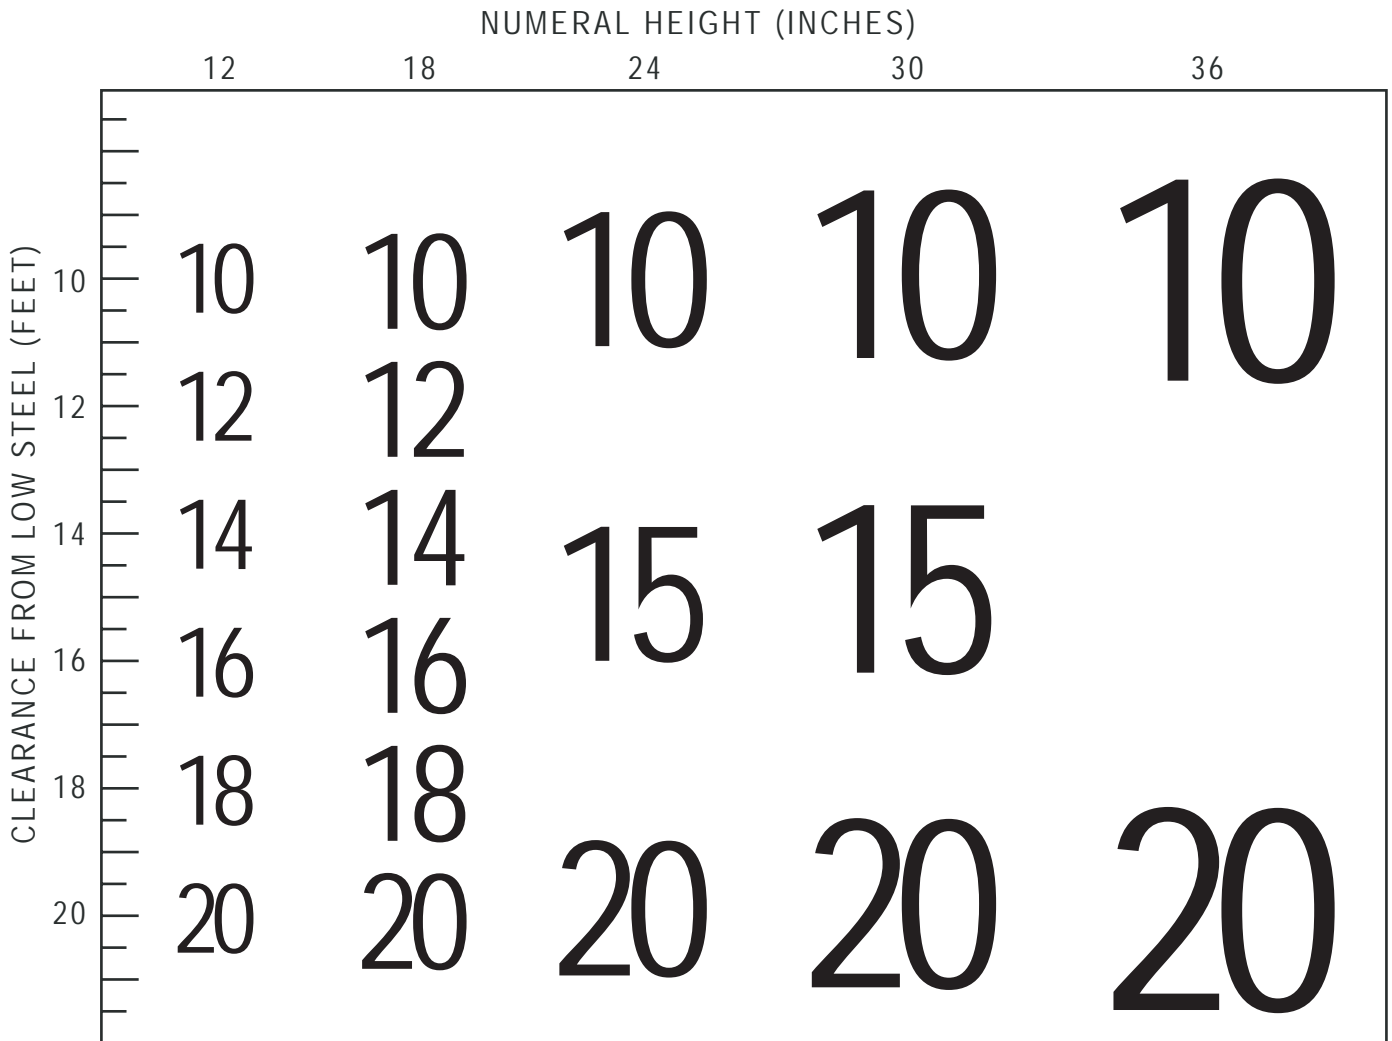 NUMERAL HEIGHT (INCHES)
12 18 24 30 36
CLEARANCE FROM LOW STEEL (FEET)
10 10 10 10 10 10
12 12 12
14 14 14
15 15
16 16 16
18 18 18
20 20 20 20 20 20